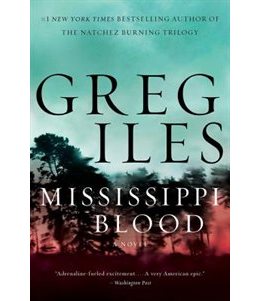 #1 NEW YORK TIMES BESTSELLING AUTHOR OF
THE NATCHEZ BURNING TRILOGY
GREG
ILES
MISSISSIPPI
BLOOD
A NOVEL
"Adrenaline-fueled excitement. . . . A very American epic."
—Washington Post